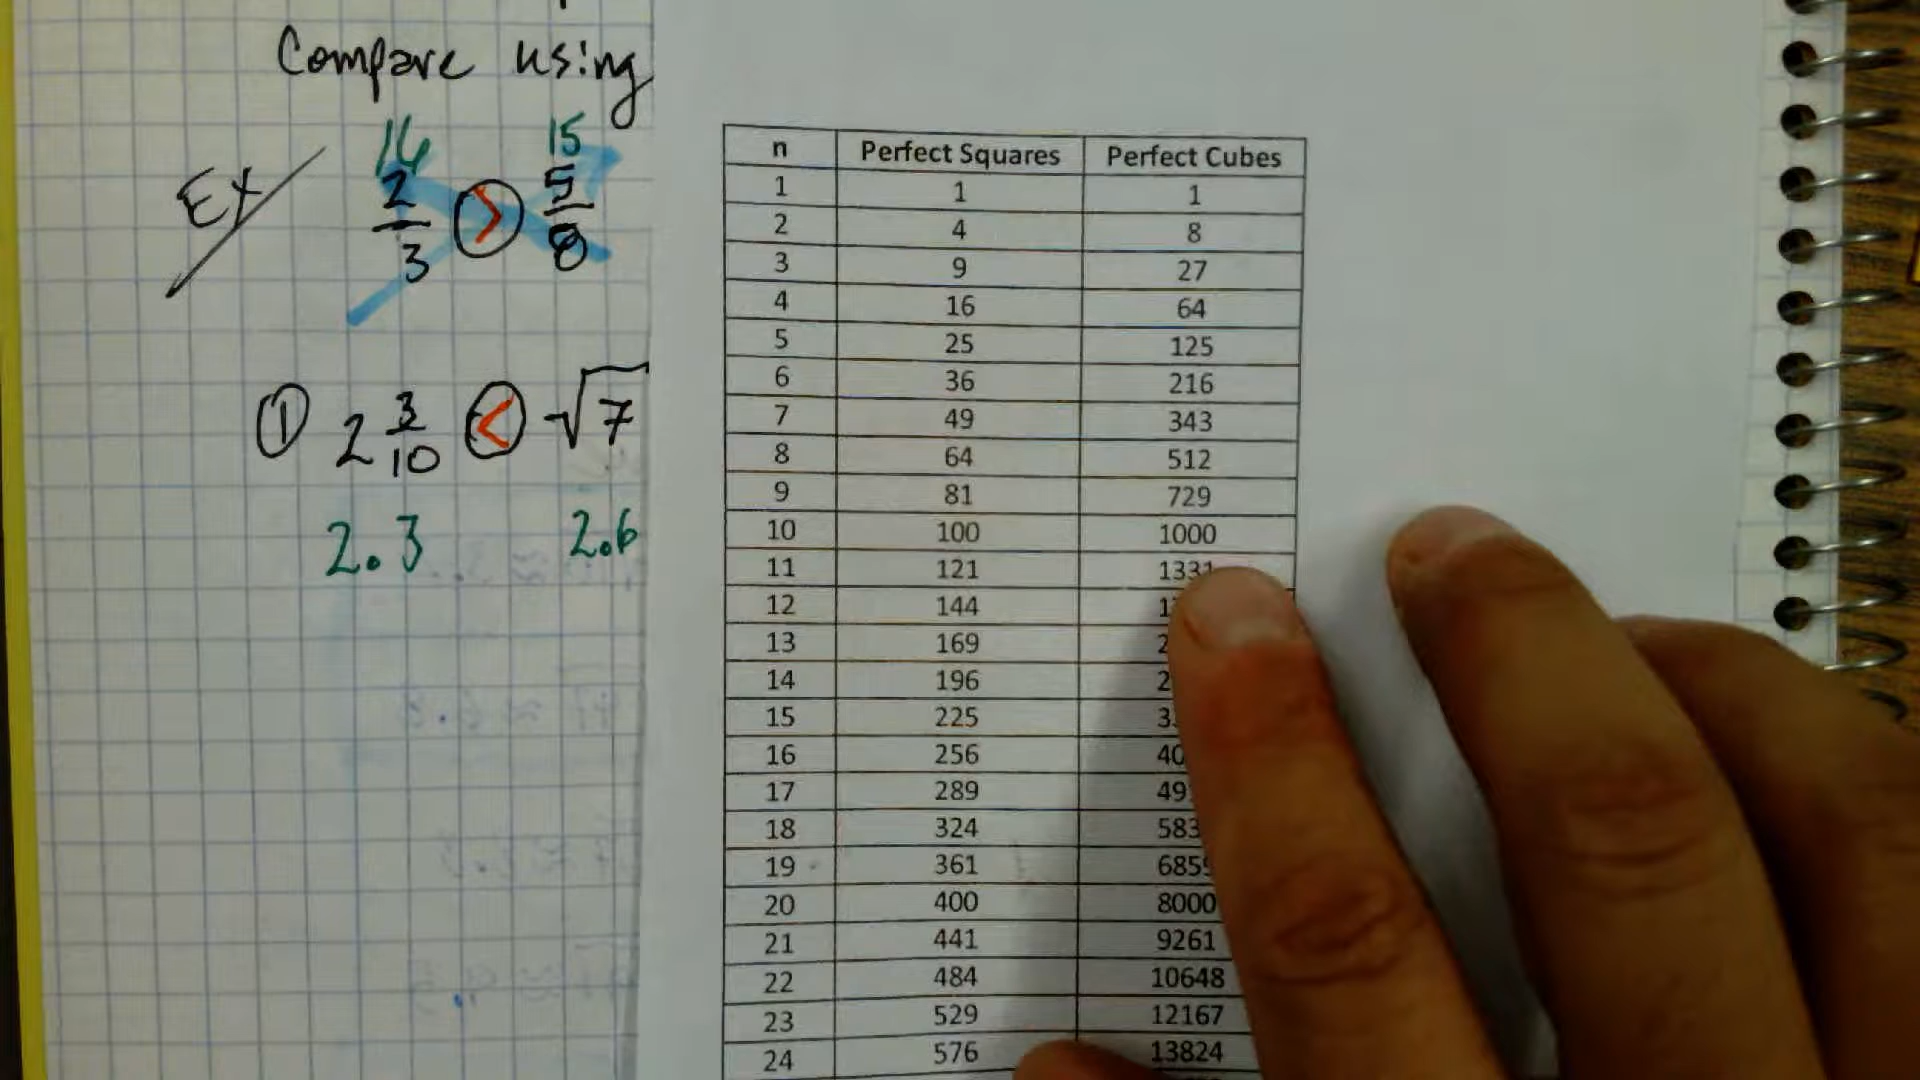 Compare using
Ex
16 15
2/3 > 5/8
① 2 3/10 < √7
2.3 2.6
n Perfect Squares Perfect Cubes
1 1 1
2 4 8
3 9 27
4 16 64
5 25 125
6 36 216
7 49 343
8 64 512
9 81 729
10 100 1000
11 121 1331
12 144
13 169
14 196
15 225
16 256
17 289
18 324
19 361 6859
20 400 8000
21 441 9261
22 484 10648
23 529 12167
24 576 13824